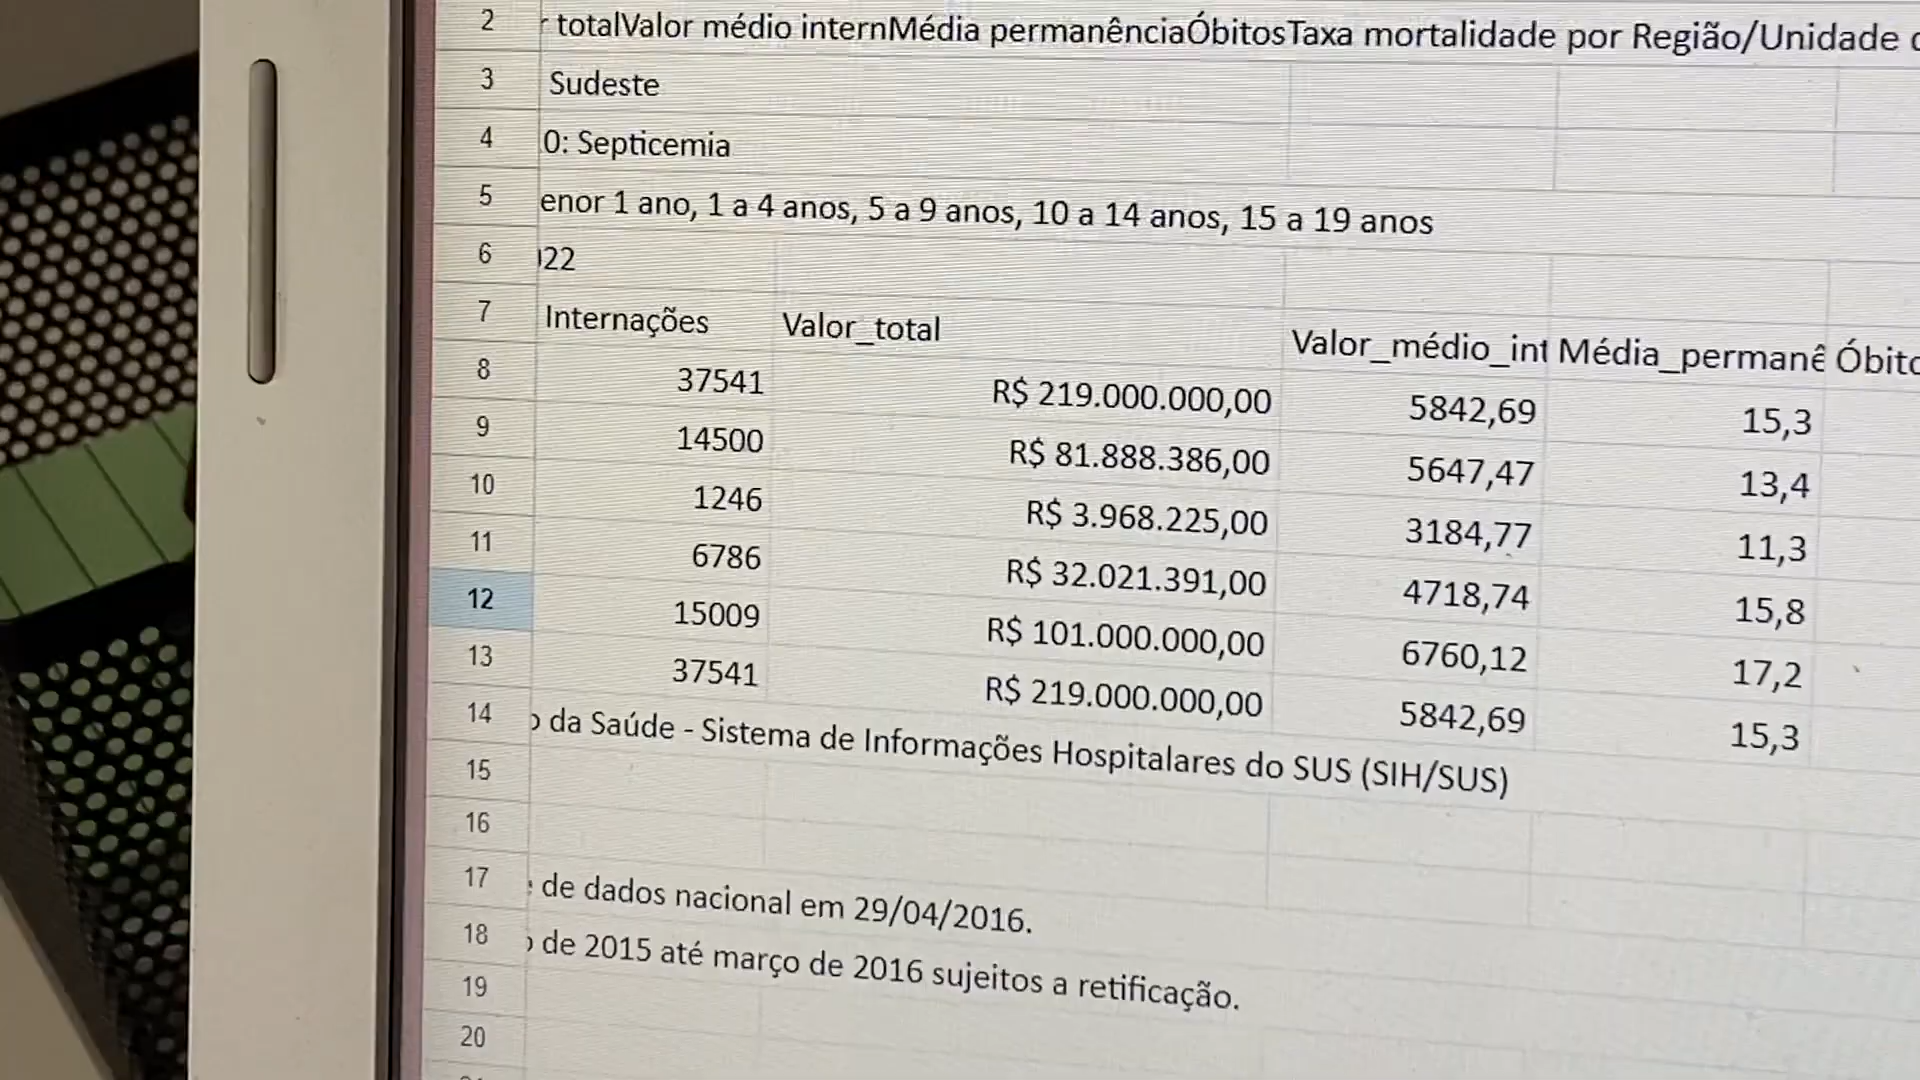 2 totalValor médio internMédia permanênciaÓbitosTaxa mortalidade por Região/Unidade
3 Sudeste
4 0: Septicemia
5 enor 1 ano, 1 a 4 anos, 5 a 9 anos, 10 a 14 anos, 15 a 19 anos
6 022
7 Internações Valor_total Valor_médio_int Média_permanê Óbito
8 37541 R$ 219.000.000,00 5842,69 15,3
9 14500 R$ 81.888.386,00 5647,47 13,4
10 1246 R$ 3.968.225,00 3184,77 11,3
11 6786 R$ 32.021.391,00 4718,74 15,8
12 15009 R$ 101.000.000,00 6760,12 17,2
13 37541 R$ 219.000.000,00 5842,69 15,3
14 o da Saúde - Sistema de Informações Hospitalares do SUS (SIH/SUS)
15
16
17 de dados nacional em 29/04/2016.
18 de 2015 até março de 2016 sujeitos a retificação.
19
20